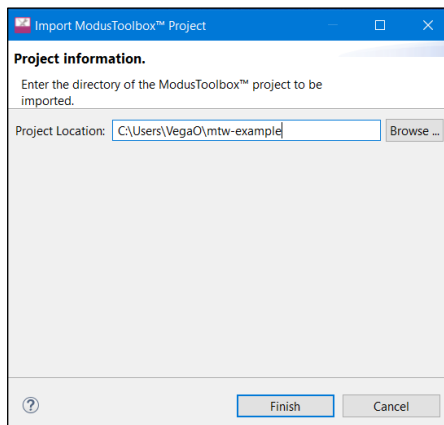 Import ModusToolbox™ Project
Project information.
Enter the directory of the ModusToolbox™ project to be
imported.
Project Location: C:\Users\VegaO\mtw-example Browse ...
? Finish Cancel